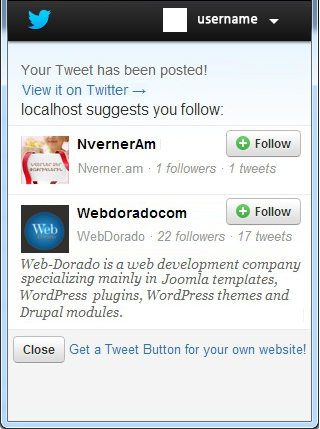 username
Your Tweet has been posted!
View it on Twitter →
localhost suggests you follow:
NvernerAm
Follow
Nverner.am · 1 followers · 1 tweets
Webdoradocom
Follow
Web
WebDorado · 22 followers · 17 tweets
Web-Dorado is a web development company
specializing mainly in Joomla templates,
WordPress plugins, WordPress themes and
Drupal modules.
Close
Get a Tweet Button for your own website!